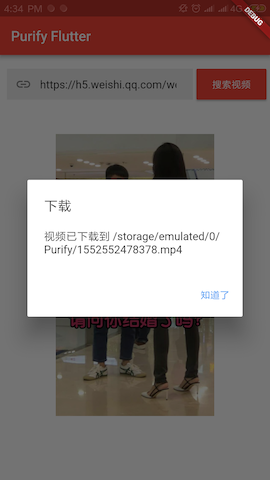 4:34 PM
4G
DEBUG
Purify Flutter
https://h5.weishi.qq.com/we
搜索视频
下载
视频已下载到 /storage/emulated/0/
Purify/1552552478378.mp4
知道了
请问你结婚了吗?